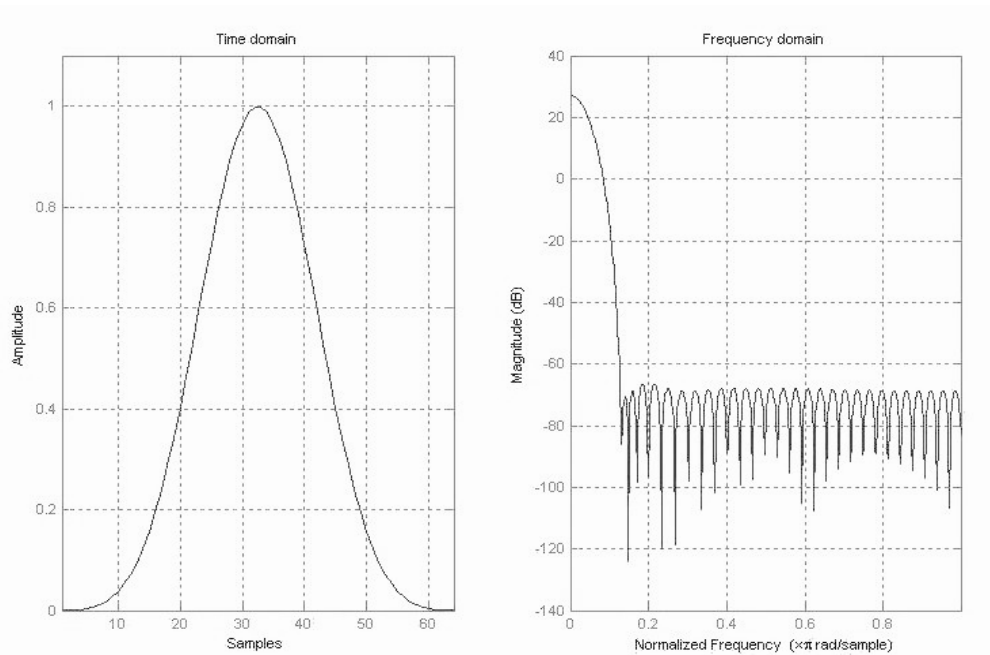 Time domain
Amplitude
1
0.8
0.6
0.4
0.2
0
10 20 30 40 50 60
Samples
Frequency domain
Magnitude (dB)
40
20
0
-20
-40
-60
-80
-100
-120
-140
0 0.2 0.4 0.6 0.8
Normalized Frequency (×π rad/sample)